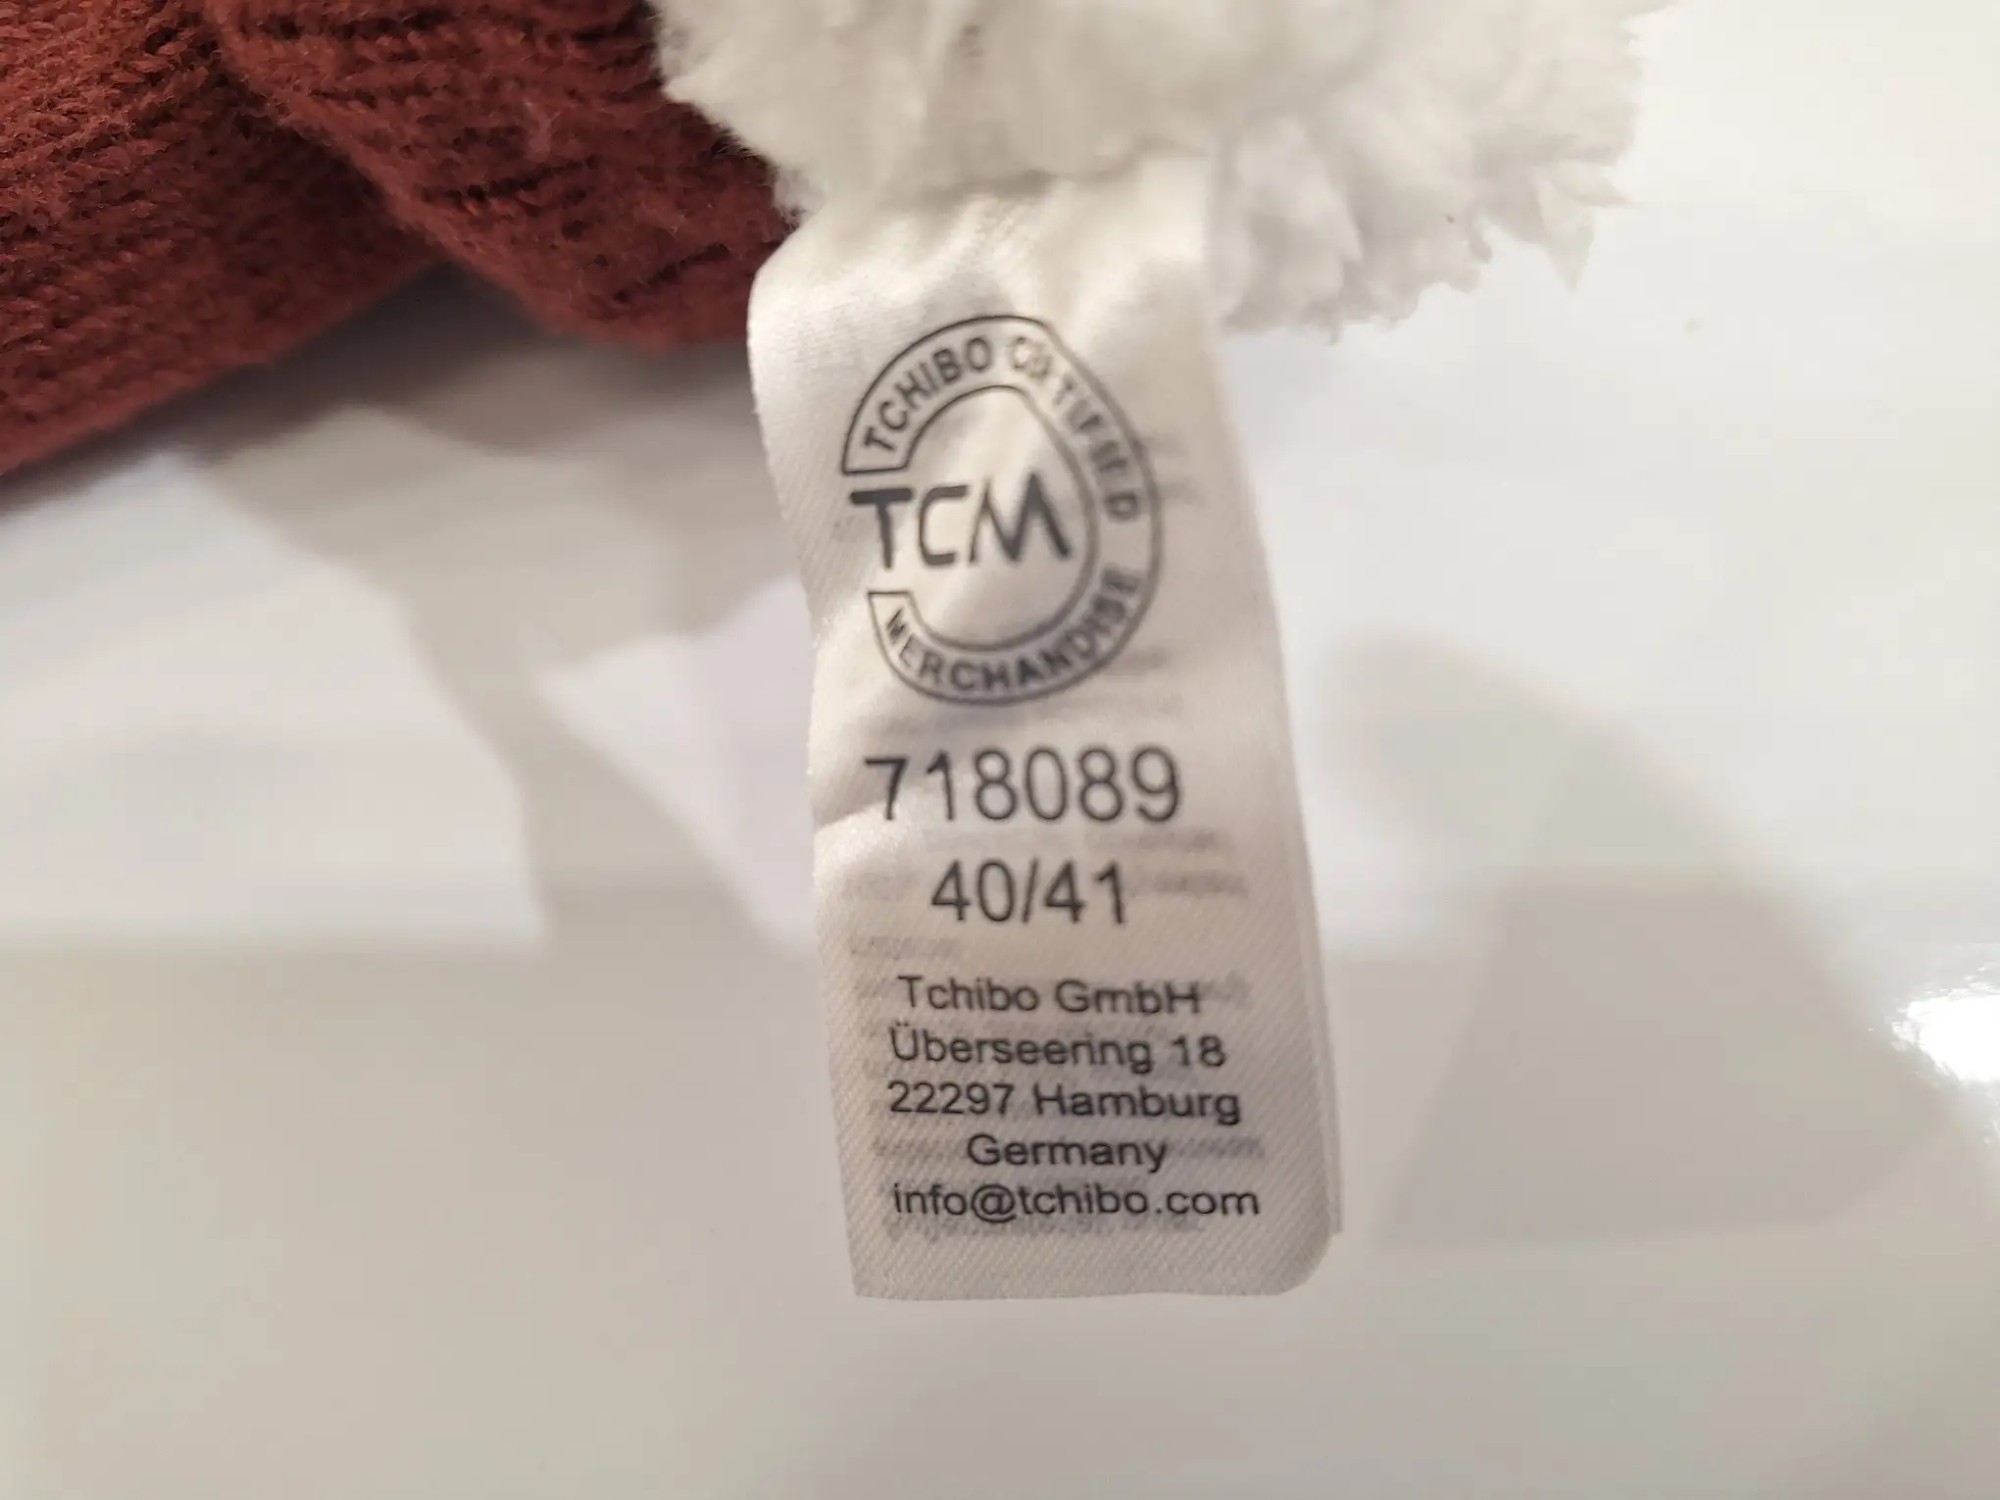 TCHIBO CERTIFIED
TCM
MERCHANDISE
718089
40/41
Tchibo GmbH
Überseering 18
22297 Hamburg
Germany
info@tchibo.com